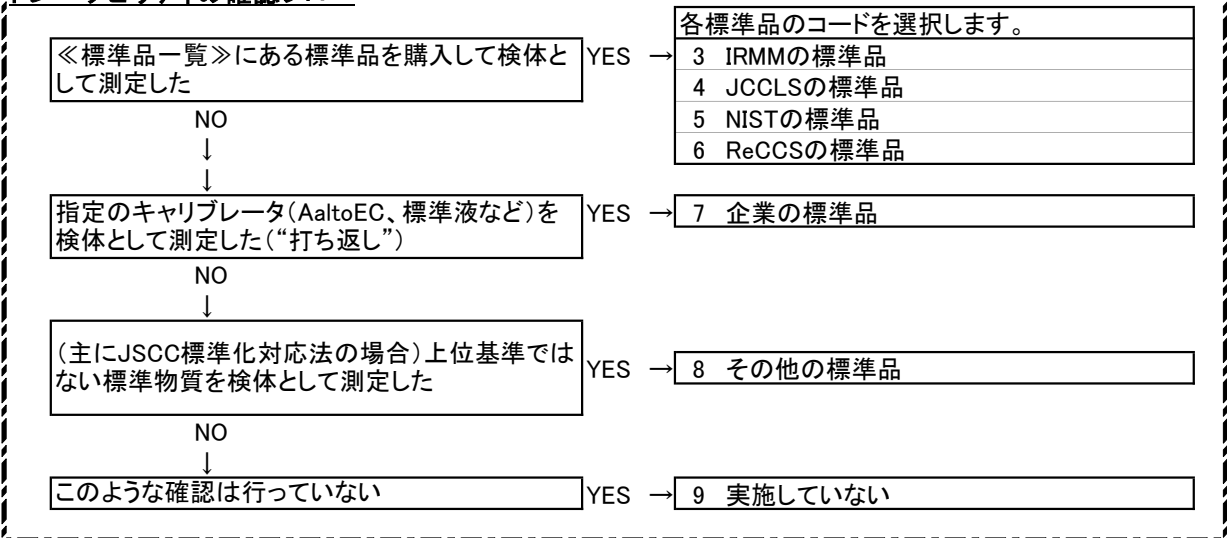 各標準品のコードを選択します。
≪標準品一覧≫にある標準品を購入して検体と
して測定した
YES → 3 IRMMの標準品
4 JCCLSの標準品
5 NISTの標準品
6 ReCCSの標準品
NO
↓
↓
指定のキャリブレータ(AaltoEC、標準液など)を
検体として測定した("打ち返し")
YES → 7 企業の標準品
NO
↓
(主にJSCC標準化対応法の場合)上位基準では
ない標準物質を検体として測定した
YES → 8 その他の標準品
NO
↓
このような確認は行っていない
YES → 9 実施していない